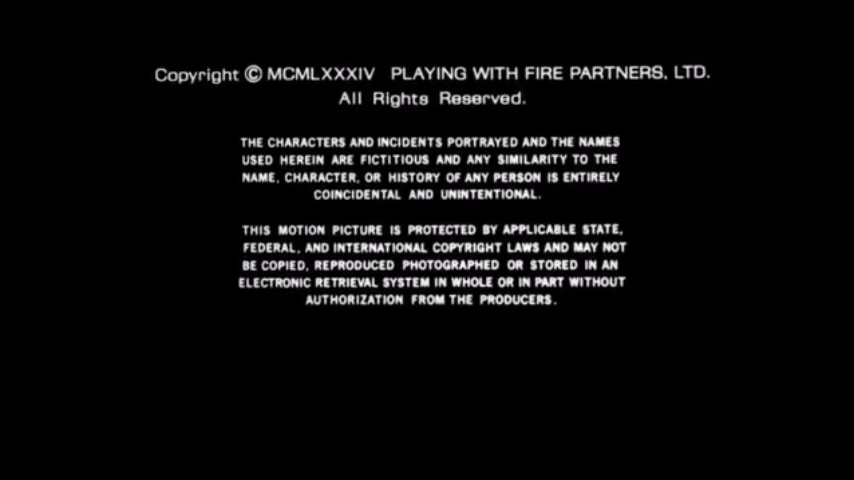 Copyright © MCMLXXXIV PLAYING WITH FIRE PARTNERS, LTD.
All Rights Reserved.
THE CHARACTERS AND INCIDENTS PORTRAYED AND THE NAMES
USED HEREIN ARE FICTITIOUS AND ANY SIMILARITY TO THE
NAME, CHARACTER, OR HISTORY OF ANY PERSON IS ENTIRELY
COINCIDENTAL AND UNINTENTIONAL.
THIS MOTION PICTURE IS PROTECTED BY APPLICABLE STATE,
FEDERAL, AND INTERNATIONAL COPYRIGHT LAWS AND MAY NOT
BE COPIED, REPRODUCED PHOTOGRAPHED OR STORED IN AN
ELECTRONIC RETRIEVAL SYSTEM IN WHOLE OR IN PART WITHOUT
AUTHORIZATION FROM THE PRODUCERS.